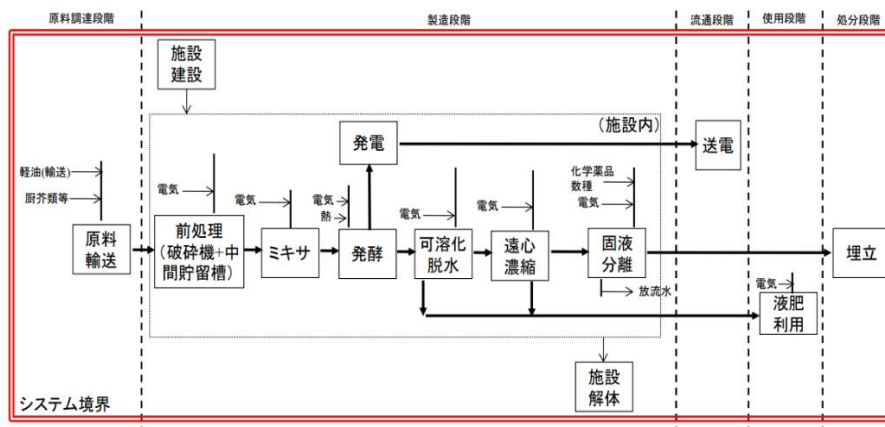 原料調達段階
製造段階
流通段階
使用段階
処分段階
施設
建設
(施設内)
発電
送電
軽油(輸送)
厨芥類等
電気
電気
電気
熱
電気
電気
化学薬品
数種
電気
原料
輸送
前処理
(破砕機+中
間貯留槽)
ミキサ
発酵
可溶化
脱水
遠心
濃縮
固液
分離
埋立
放流水
電気
液肥
利用
施設
解体
システム境界